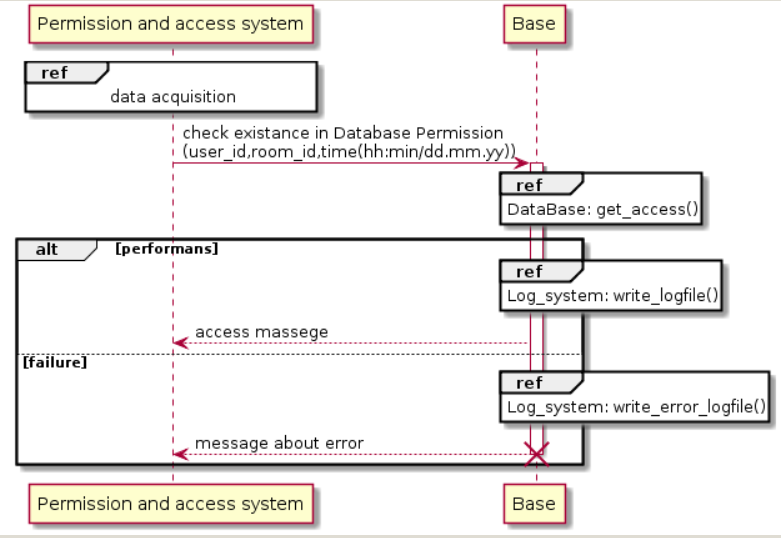 Permission and access system
Base
ref
data acquisition
check existance in Database Permission
(user_id,room_id,time(hh:min/dd.mm.yy))
ref
DataBase: get_access()
alt
[performans]
ref
Log_system: write_logfile()
access massege
[failure]
ref
Log_system: write_error_logfile()
message about error
Permission and access system
Base